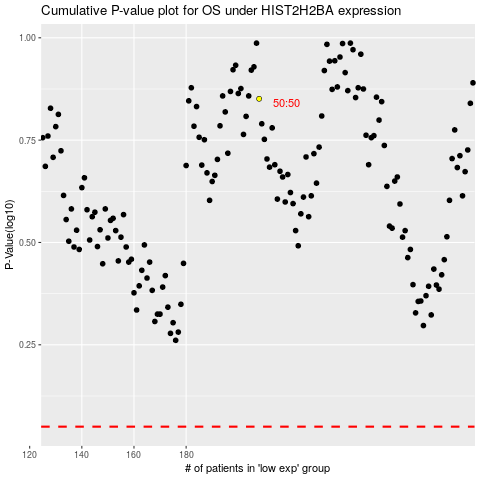 Cumulative P-value plot for OS under HIST2H2BA expression
1.00
0.75
0.50
0.25
P-Value(log10)
50:50
120 140 160 180
# of patients in 'low exp' group